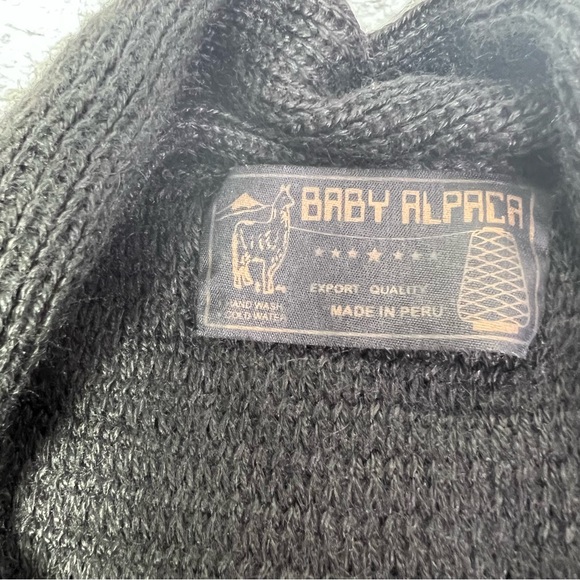 BABY ALPACA
EXPORT QUALITY
MADE IN PERU
HAND WASH
COLD WATER